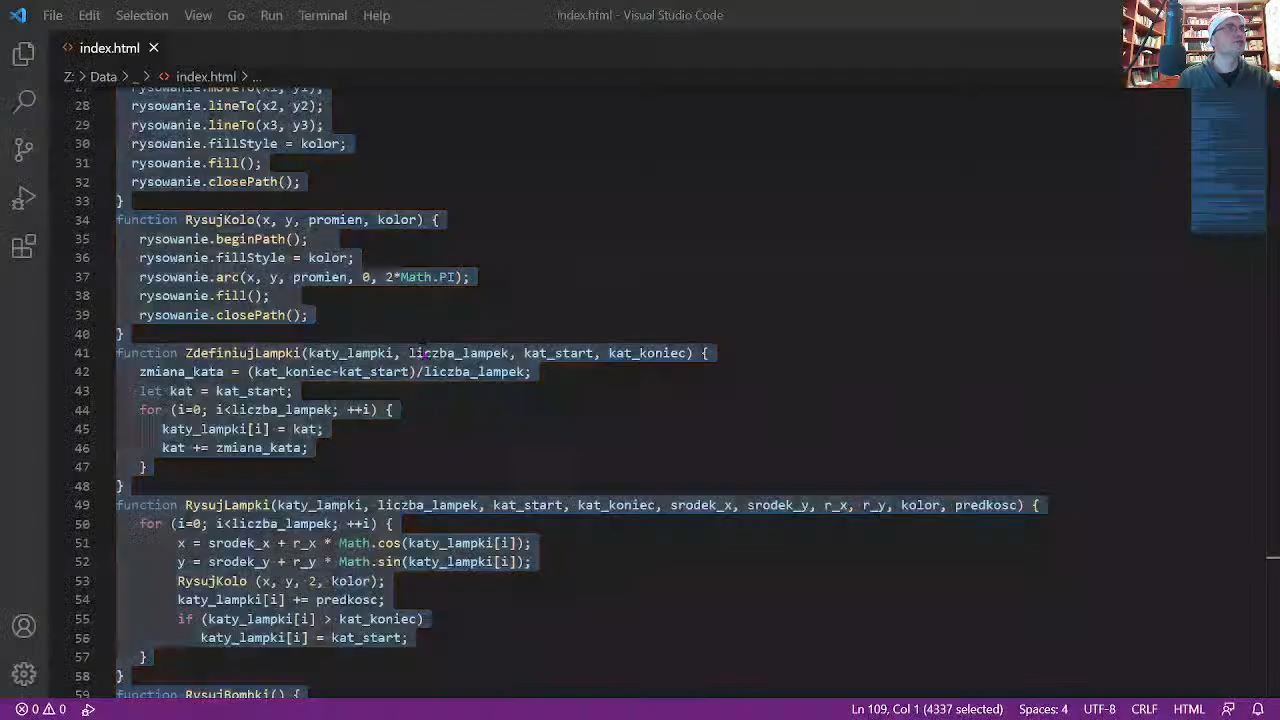 File Edit Selection View Go Run Terminal Help
Index.html - Visual Studio Code
index.html
Z: > Data > _ > index.html > ...
27 rysowanie.moveTo(x1, y1);
28 rysowanie.lineTo(x2, y2);
29 rysowanie.lineTo(x3, y3);
30 rysowanie.fillStyle = kolor;
31 rysowanie.fill();
32 rysowanie.closePath();
33 }
34 function RysujKolo(x, y, promien, kolor) {
35 rysowanie.beginPath();
36 rysowanie.fillStyle = kolor;
37 rysowanie.arc(x, y, promien, 0, 2*Math.PI);
38 rysowanie.fill();
39 rysowanie.closePath();
40 }
41 function ZdefiniujLampki(katy_lampki, liczba_lampek, kat_start, kat_koniec) {
42 zmiana_kata = (kat_koniec-kat_start)/liczba_lampek;
43 let kat = kat_start;
44 for (i=0; i<liczba_lampek; ++i) {
45 katy_lampki[i] = kat;
46 kat += zmiana_kata;
47 }
48 }
49 function RysujLampki(katy_lampki, liczba_lampek, kat_start, kat_koniec, srodek_x, srodek_y, r_x, r_y, kolor, predkosc) {
50 for (i=0; i<liczba_lampek; ++i) {
51 x = srodek_x + r_x * Math.cos(katy_lampki[i]);
52 y = srodek_y + r_y * Math.sin(katy_lampki[i]);
53 RysujKolo (x, y, 2, kolor);
54 katy_lampki[i] += predkosc;
55 if (katy_lampki[i] > kat_koniec)
56 katy_lampki[i] = kat_start;
57 }
58 }
59 function RysujBombki() {
0 0 Ln 109, Col 1 (4337 selected) Spaces: 4 UTF-8 CRLF HTML